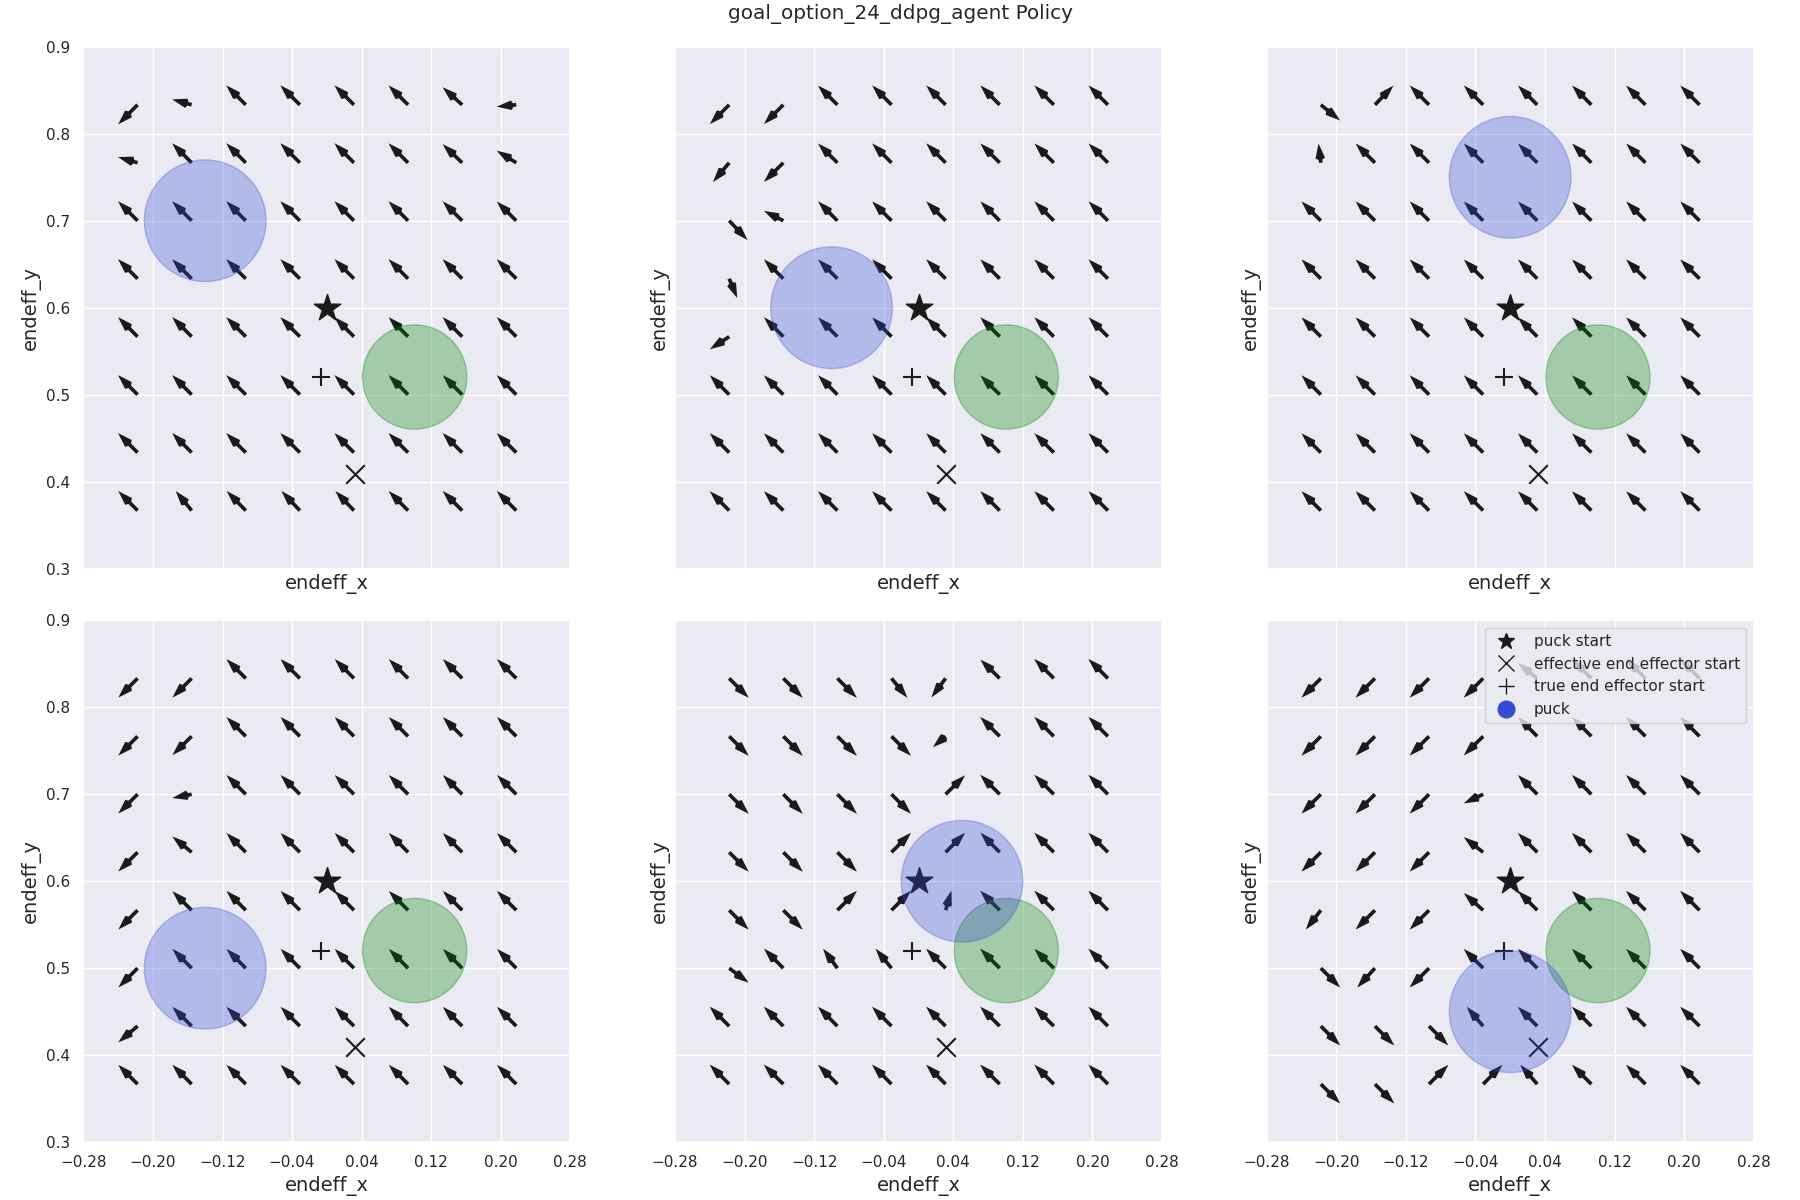 goal_option_24_ddpg_agent Policy
0.9
0.8
0.7
0.6
0.5
0.4
0.3
endeff_y
endeff_x
endeff_y
endeff_x
endeff_y
endeff_x
0.9
0.8
0.7
0.6
0.5
0.4
0.3
endeff_y
−0.28 −0.20 −0.12 −0.04 0.04 0.12 0.20 0.28
endeff_x
endeff_y
−0.28 −0.20 −0.12 −0.04 0.04 0.12 0.20 0.28
endeff_x
puck start
effective end effector start
true end effector start
puck
endeff_y
−0.28 −0.20 −0.12 −0.04 0.04 0.12 0.20 0.28
endeff_x